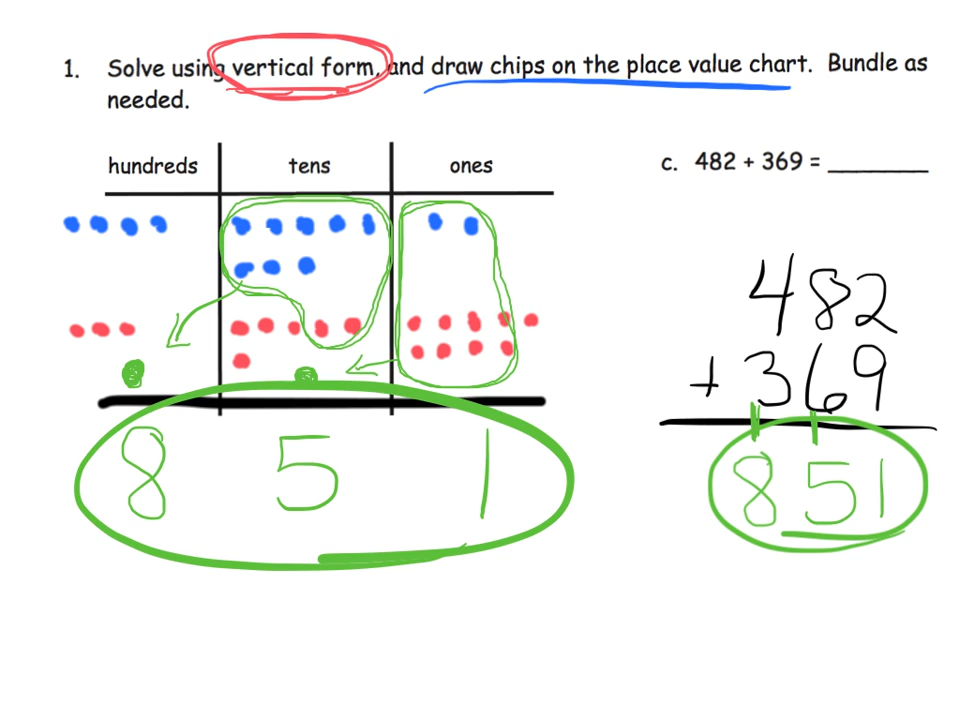 1. Solve using vertical form, and draw chips on the place value chart. Bundle as
needed.
hundreds tens ones
c. 482 + 369 = ________
482
+ 369
851
8 5 1